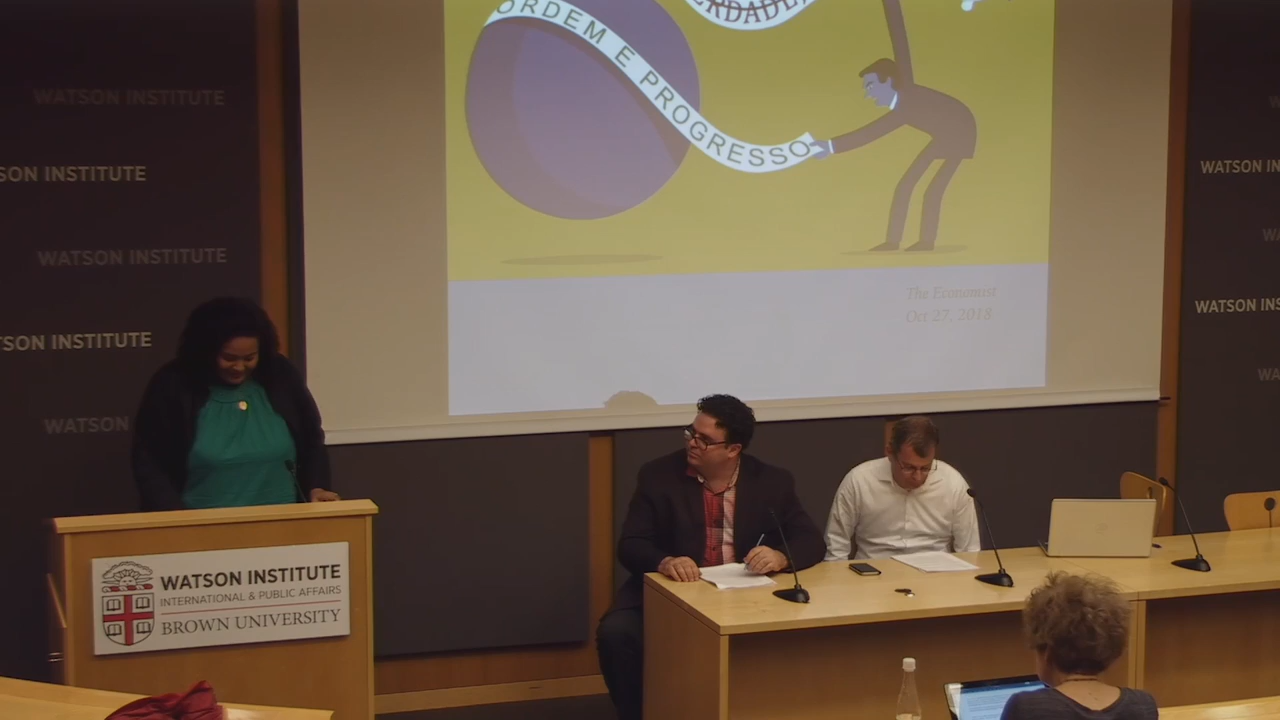 ERDADE
ORDEM E PROGRESSO
The Economist
Oct 27, 2018
WATSON INSTITUTE
SON INSTITUTE
WATSON INSTITUTE
SON INSTITUTE
WATSON
WATSON IN
WATSON INS
WATSON INSTITUTE
INTERNATIONAL & PUBLIC AFFAIRS
BROWN UNIVERSITY